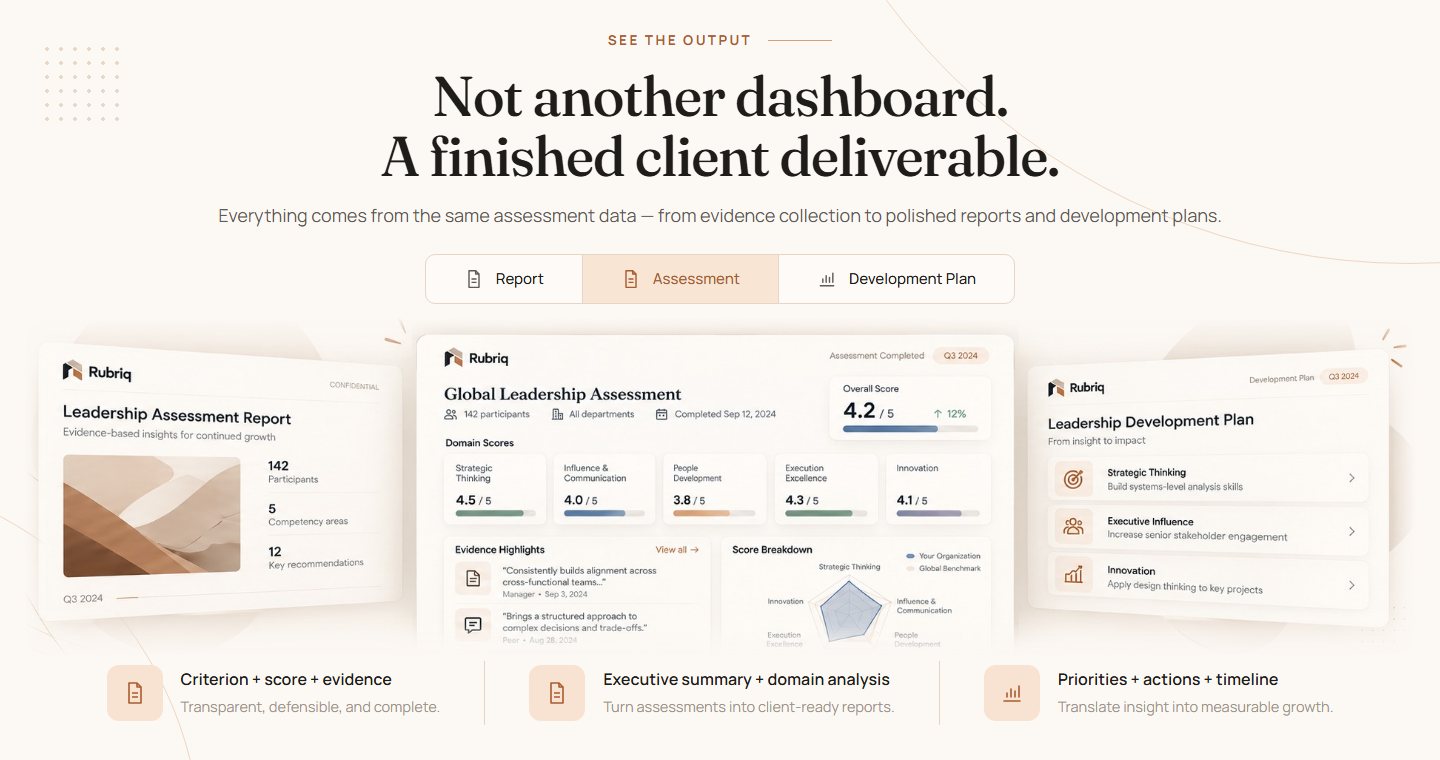 SEE THE OUTPUT
Not another dashboard.
A finished client deliverable.
Everything comes from the same assessment data — from evidence collection to polished reports and development plans.
Report
Assessment
Development Plan
Rubriq
CONFIDENTIAL
Leadership Assessment Report
Evidence-based insights for continued growth
142
Participants
5
Competency areas
12
Key recommendations
Q3 2024
Rubriq
Assessment Completed
Q3 2024
Global Leadership Assessment
142 participants
All departments
Completed Sep 12, 2024
Overall Score
4.2 / 5
↑ 12%
Domain Scores
Strategic
Thinking
4.5 / 5
Influence &
Communication
4.0 / 5
People
Development
3.8 / 5
Execution
Excellence
4.3 / 5
Innovation
4.1 / 5
Evidence Highlights
View all →
"Consistently builds alignment across
cross-functional teams..."
Manager • Sep 3, 2024
"Brings a structured approach to
complex decisions and trade-offs."
Peer • Aug 28, 2024
Score Breakdown
Your Organization
Global Benchmark
Strategic Thinking
Innovation
Influence &
Communication
Execution
Excellence
People
Development
Rubriq
Development Plan
Q3 2024
Leadership Development Plan
From insight to impact
Strategic Thinking
Build systems-level analysis skills
Executive Influence
Increase senior stakeholder engagement
Innovation
Apply design thinking to key projects
Criterion + score + evidence
Transparent, defensible, and complete.
Executive summary + domain analysis
Turn assessments into client-ready reports.
Priorities + actions + timeline
Translate insight into measurable growth.